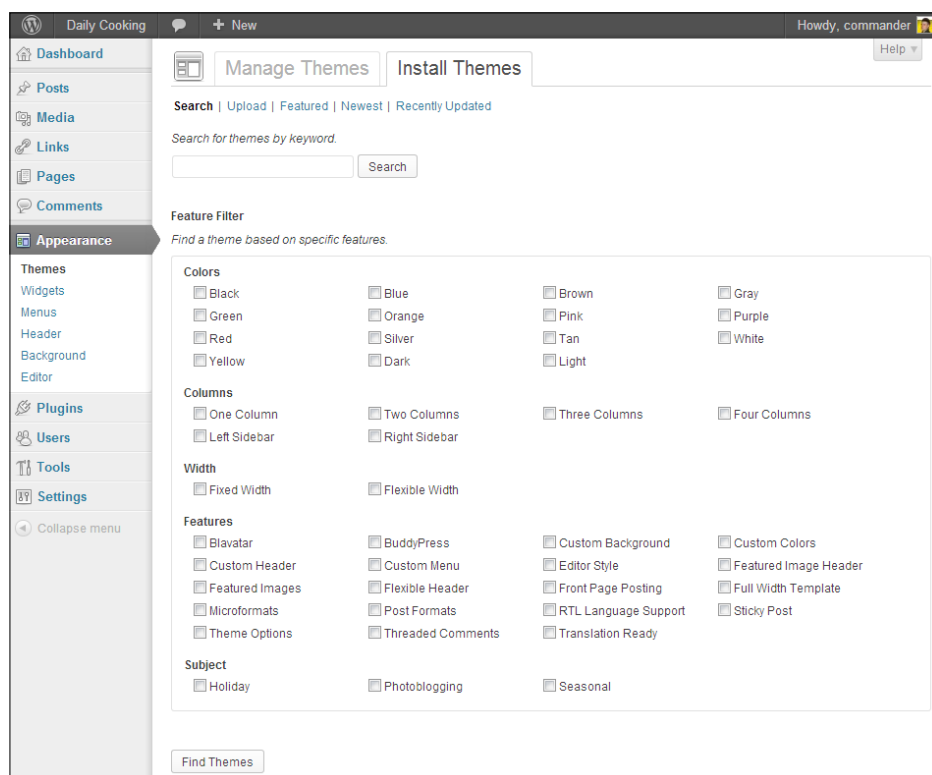 Daily Cooking + New Howdy, commander
Dashboard
Posts
Media
Links
Pages
Comments
Appearance
Themes
Widgets
Menus
Header
Background
Editor
Plugins
Users
Tools
Settings
Collapse menu
Help
Manage Themes Install Themes
Search | Upload | Featured | Newest | Recently Updated
Search for themes by keyword.
Search
Feature Filter
Find a theme based on specific features.
Colors
Black Blue Brown Gray
Green Orange Pink Purple
Red Silver Tan White
Yellow Dark Light
Columns
One Column Two Columns Three Columns Four Columns
Left Sidebar Right Sidebar
Width
Fixed Width Flexible Width
Features
Blavatar BuddyPress Custom Background Custom Colors
Custom Header Custom Menu Editor Style Featured Image Header
Featured Images Flexible Header Front Page Posting Full Width Template
Microformats Post Formats RTL Language Support Sticky Post
Theme Options Threaded Comments Translation Ready
Subject
Holiday Photoblogging Seasonal
Find Themes